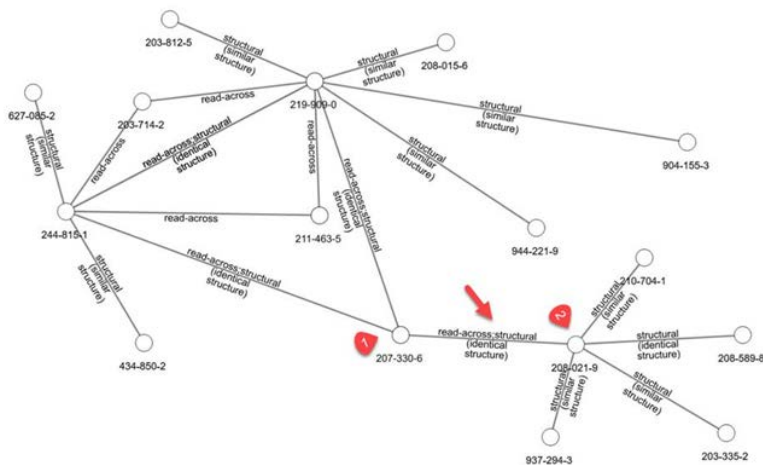 203-812-5
structural
(similar
structure)
structural
(similar
structure)
208-015-6
219-909-0
627-085-2
203-714-2
read-across
structural
(similar
structure)
904-155-3
structural
(similar
structure)
read-across
read-across;structural
(identical
structure)
read-across
read-across;structural
(identical
structure)
structural
(similar
structure)
944-221-9
244-815-1
read-across
211-463-5
structural
(similar
structure)
read-across;structural
(identical
structure)
210-704-1
structural
(similar
structure)
434-850-2
1
207-330-6
read-across;structural
(identical
structure)
2
208-021-9
structural
(identical
structure)
208-589-8
structural
(similar
structure)
structural
(similar
structure)
937-294-3
203-335-2